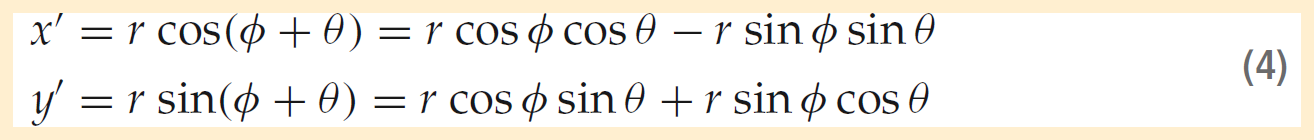 x′ = r cos(ϕ + θ) = r cos ϕ cos θ − r sin ϕ sin θ
y′ = r sin(ϕ + θ) = r cos ϕ sin θ + r sin ϕ cos θ
(4)